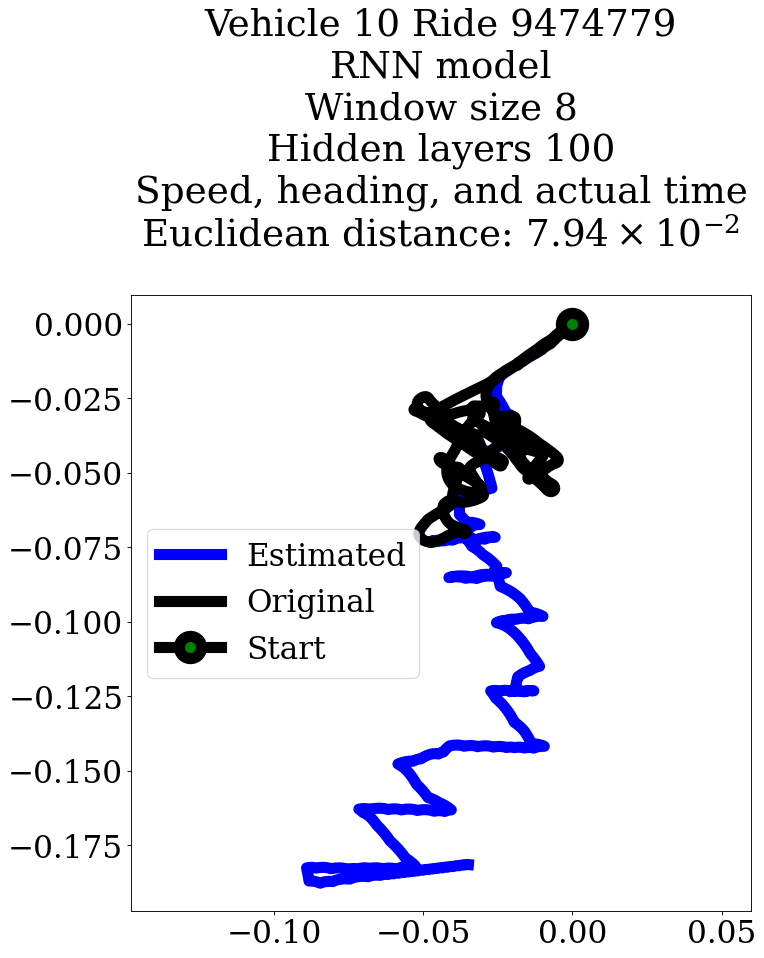 Vehicle 10 Ride 9474779
RNN model
Window size 8
Hidden layers 100
Speed, heading, and actual time
Euclidean distance: 7.94 × 10⁻²
0.000
−0.025
−0.050
−0.075
−0.100
−0.125
−0.150
−0.175
Estimated
Original
Start
−0.10 −0.05 0.00 0.05